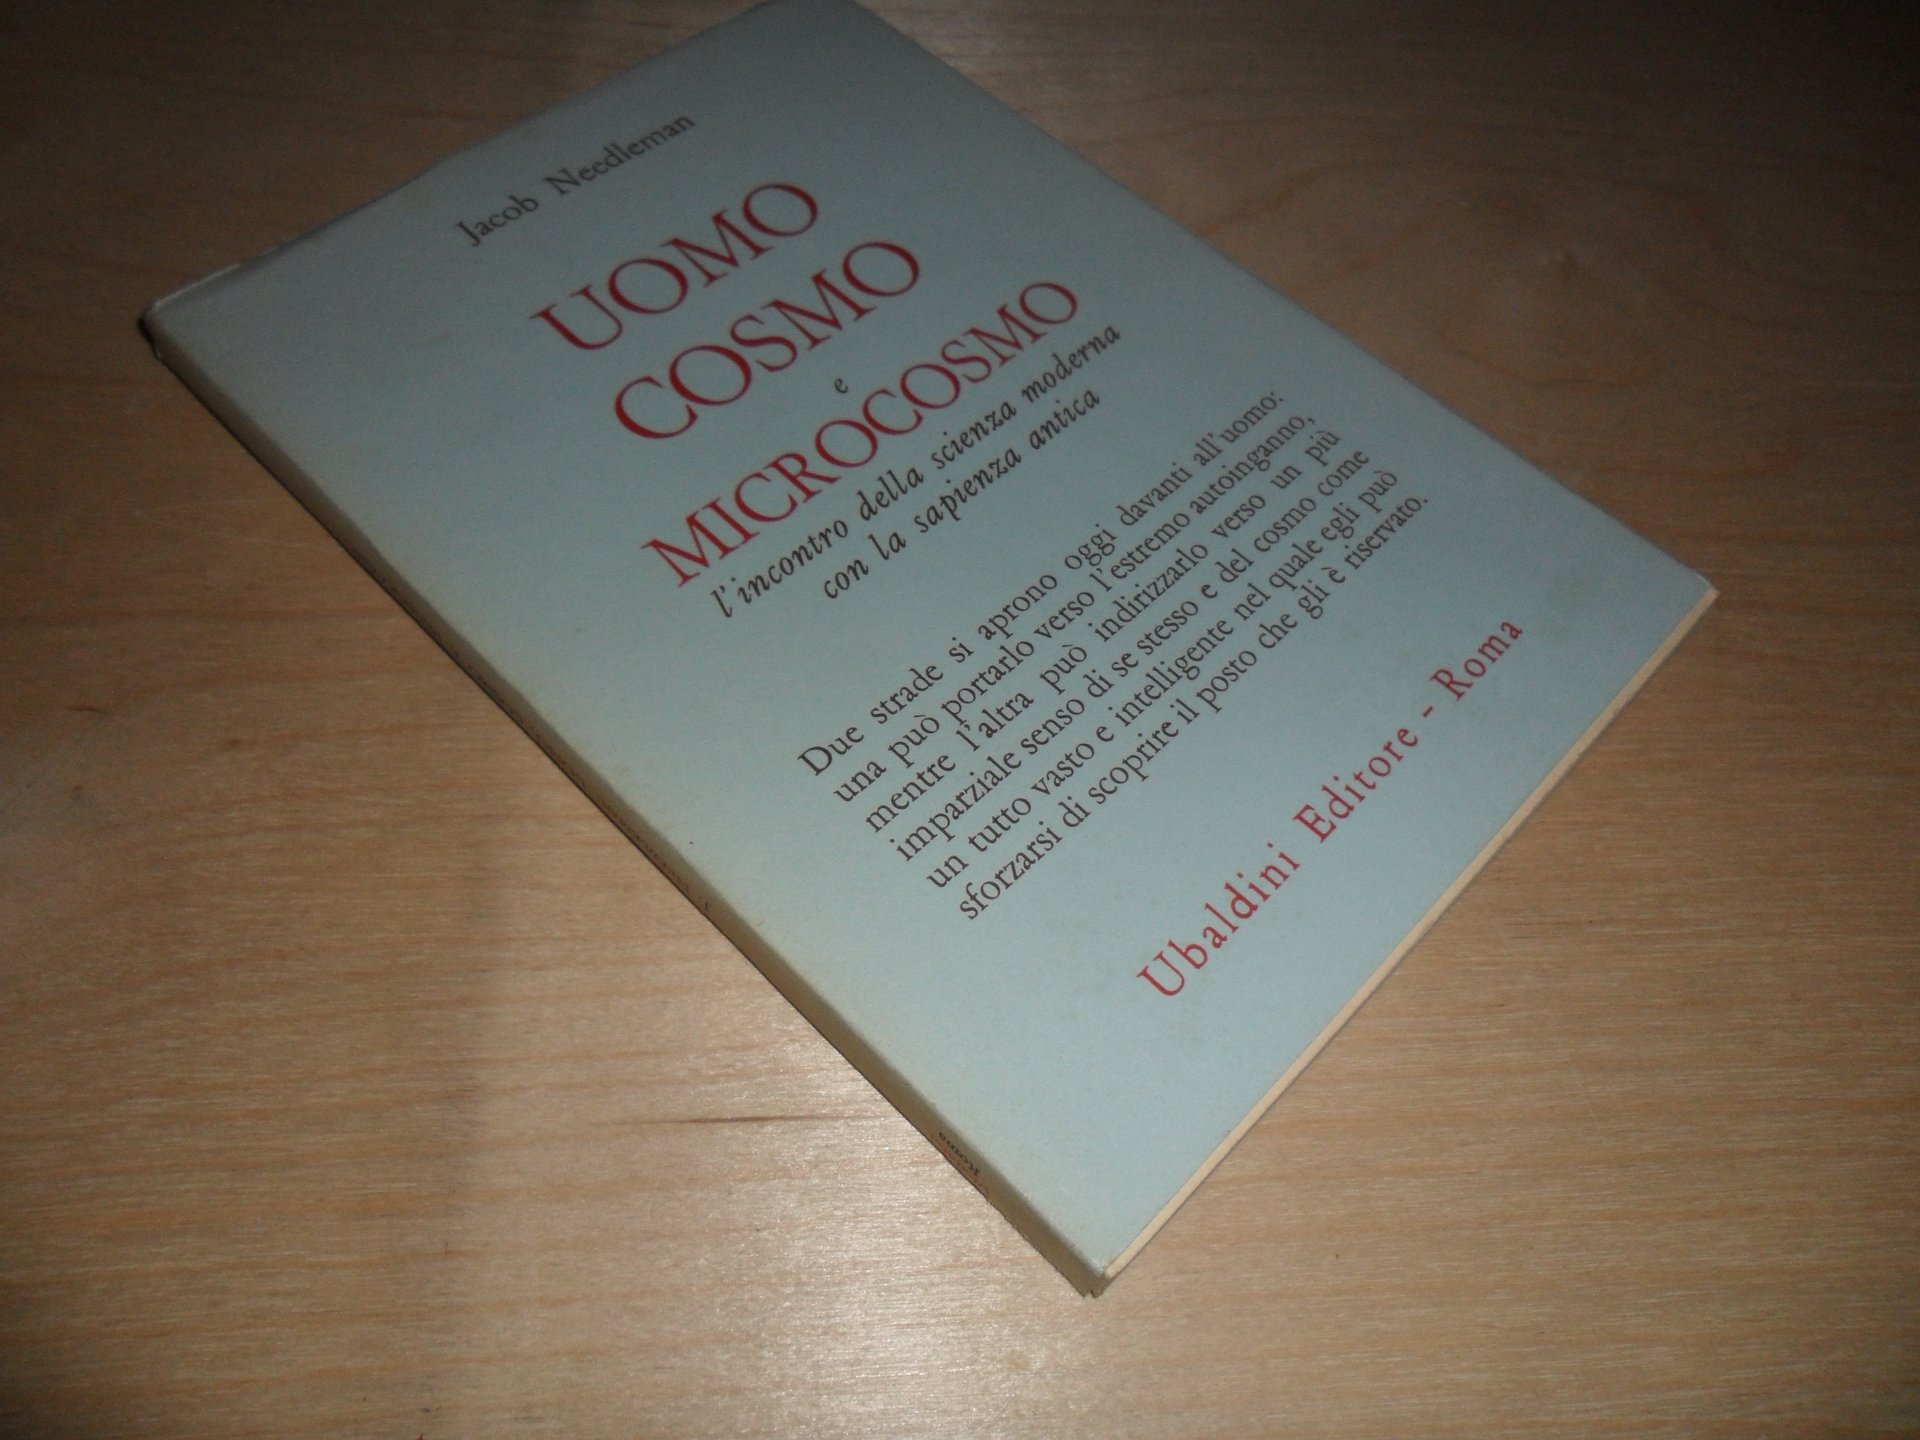 Jacob Needleman
UOMO
COSMO
e
MICROCOSMO
l'incontro della scienza moderna
con la sapienza antica
Due strade si aprono oggi davanti all'uomo:
una può portarlo verso l'estremo autoinganno,
mentre l'altra può indirizzarlo verso un più
imparziale senso di se stesso e del cosmo come
un tutto vasto e intelligente nel quale egli può
sforzarsi di scoprire il posto che gli è riservato.
Ubaldini Editore - Roma
Roma